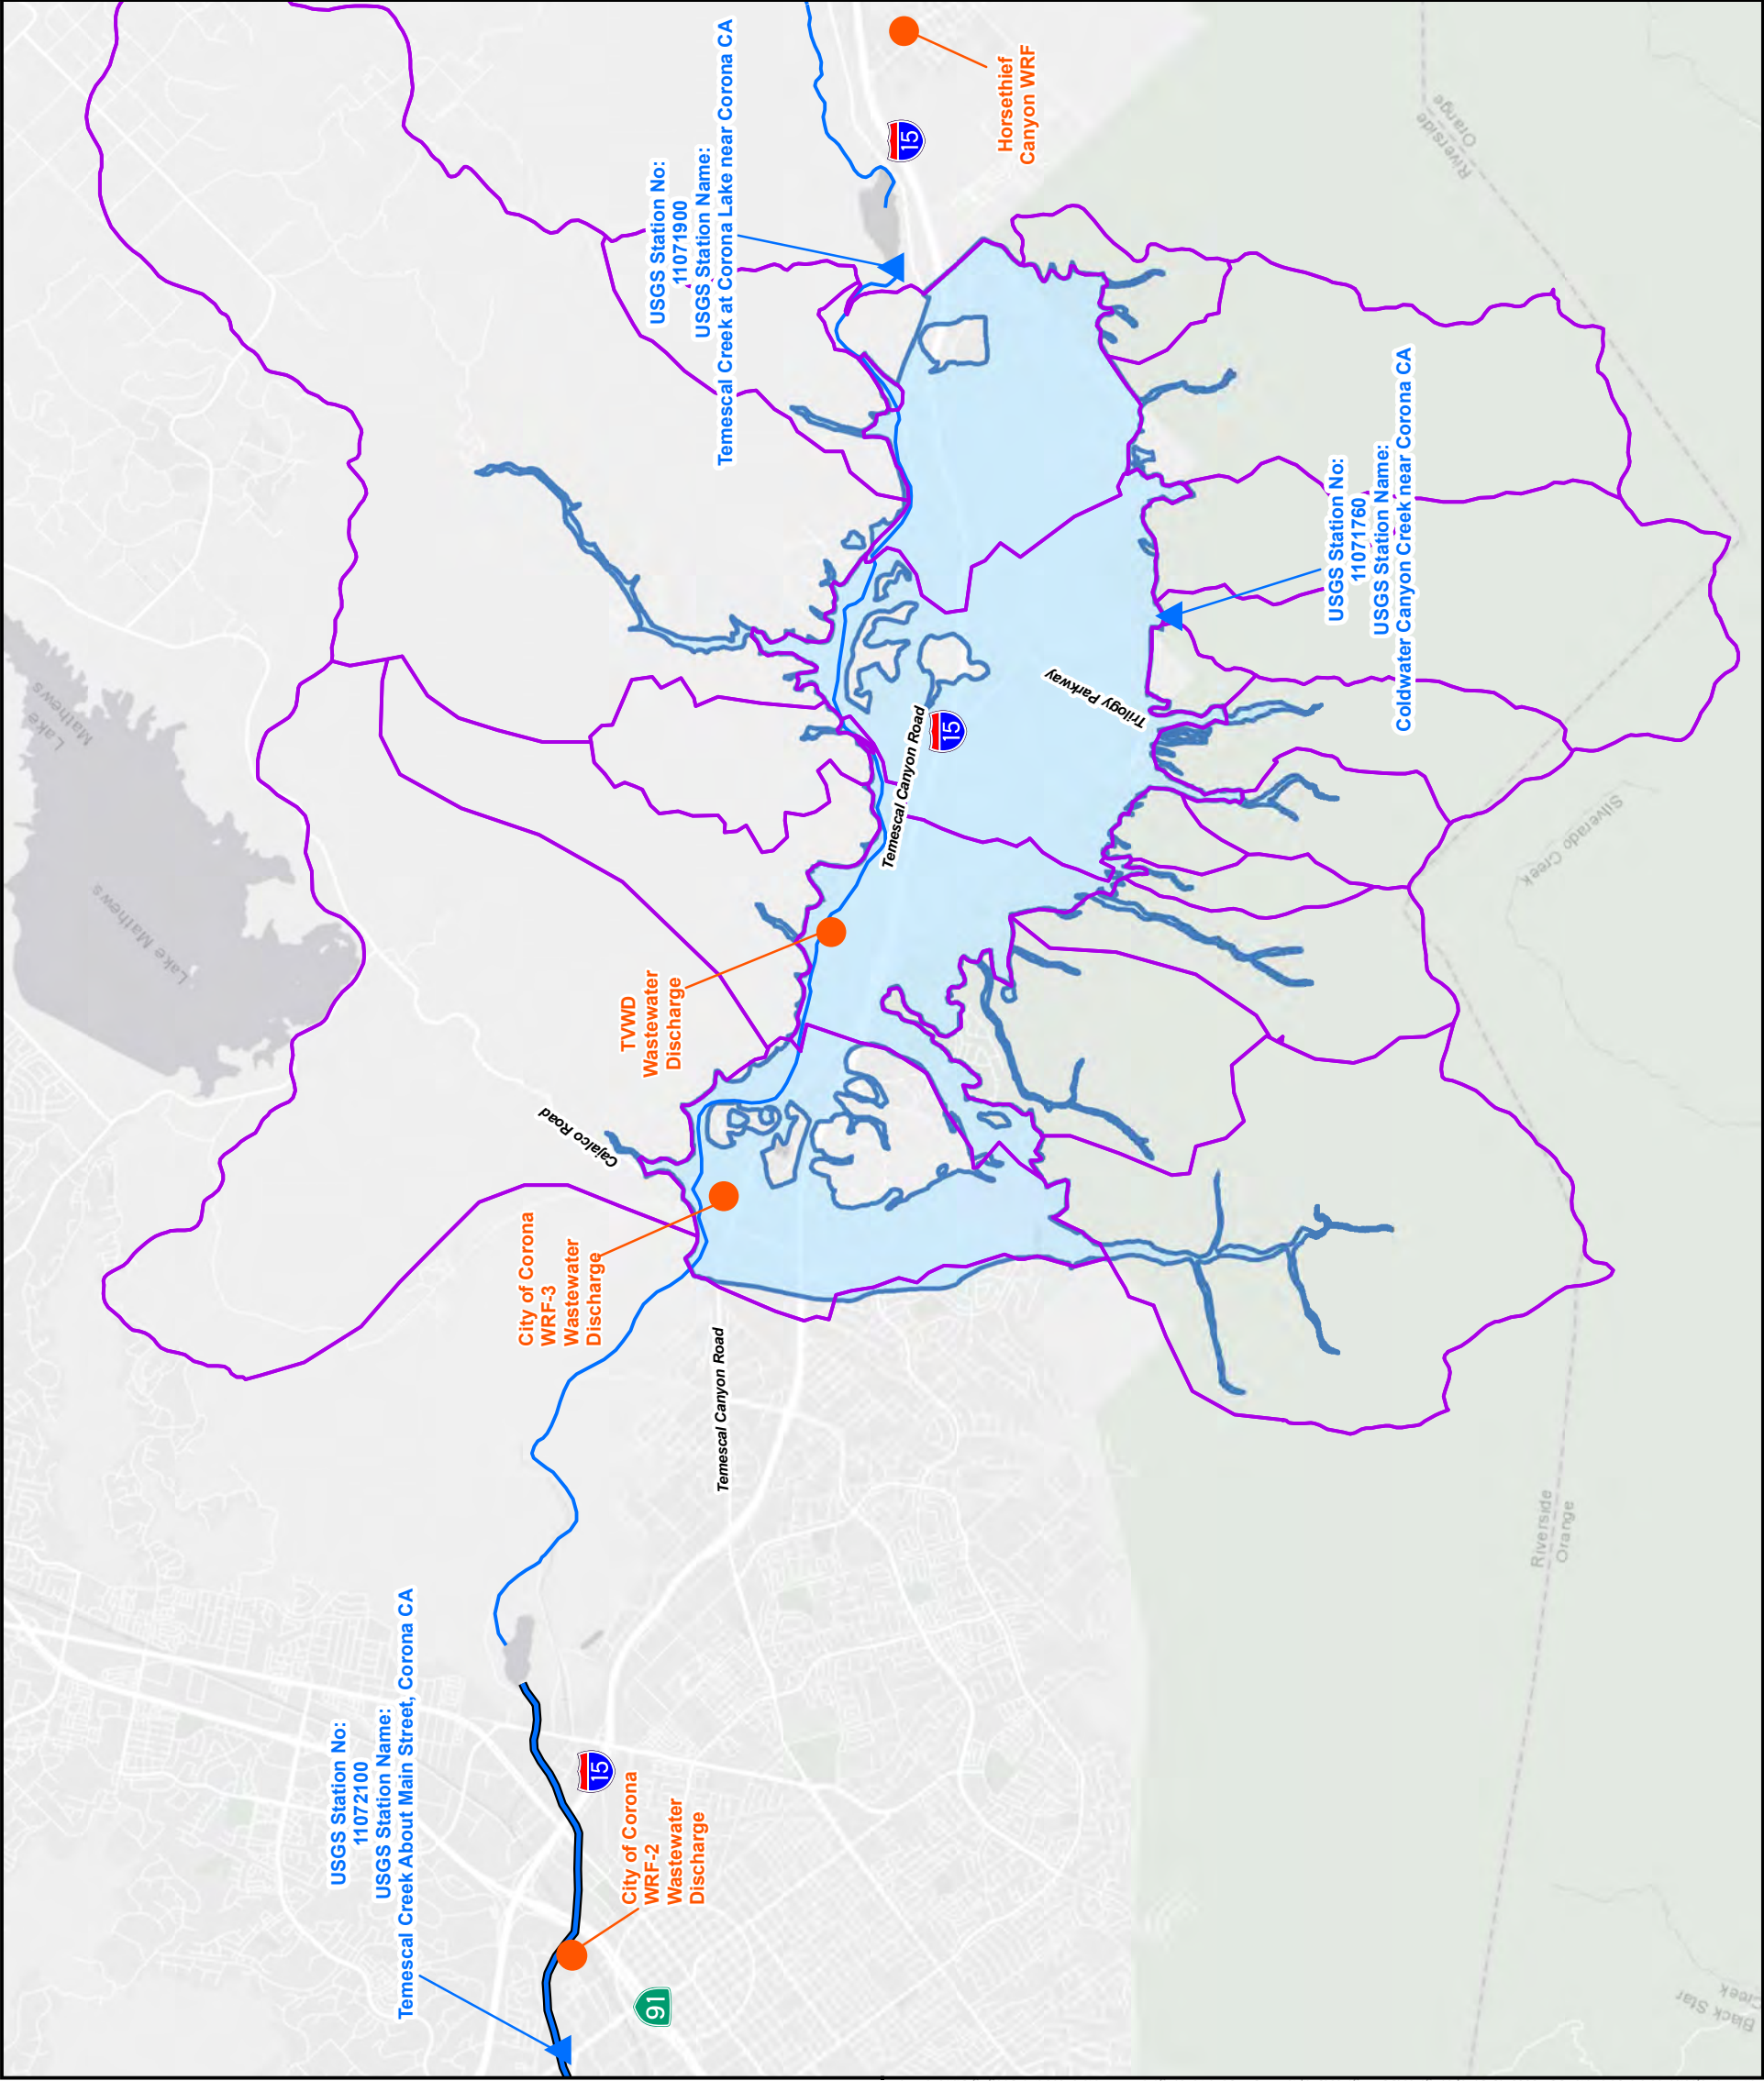 USGS Station No:
11072100
USGS Station Name:
Temescal Creek About Main Street, Corona CA
15
City of Corona
WRF-2
Wastewater
Discharge
91
Temescal Canyon Road
City of Corona
WRF-3
Wastewater
Discharge
Cajalco Road
TVWD
Wastewater
Discharge
Lake Mathews
Lake
Mathews
Temescal Canyon Road
15
Trilogy Parkway
USGS Station No:
11071760
USGS Station Name:
Coldwater Canyon Creek near Corona CA
USGS Station No:
11071900
USGS Station Name:
Temescal Creek at Corona Lake near Corona CA
15
Horsethief
Canyon WRF
Riverside
Orange
Silverado Creek
Riverside
Orange
Black Star
Creek